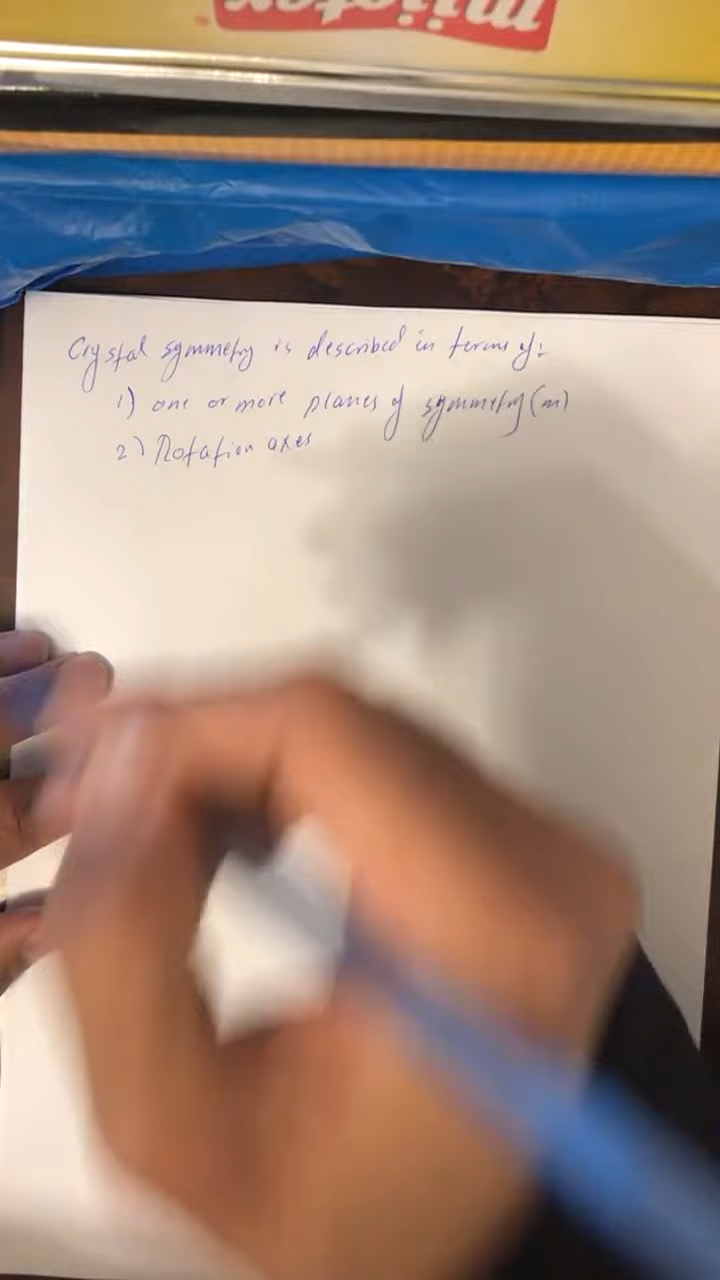 Crystal symmetry is described in terms of:
1) one or more planes of symmetry (m)
2) Rotation axes